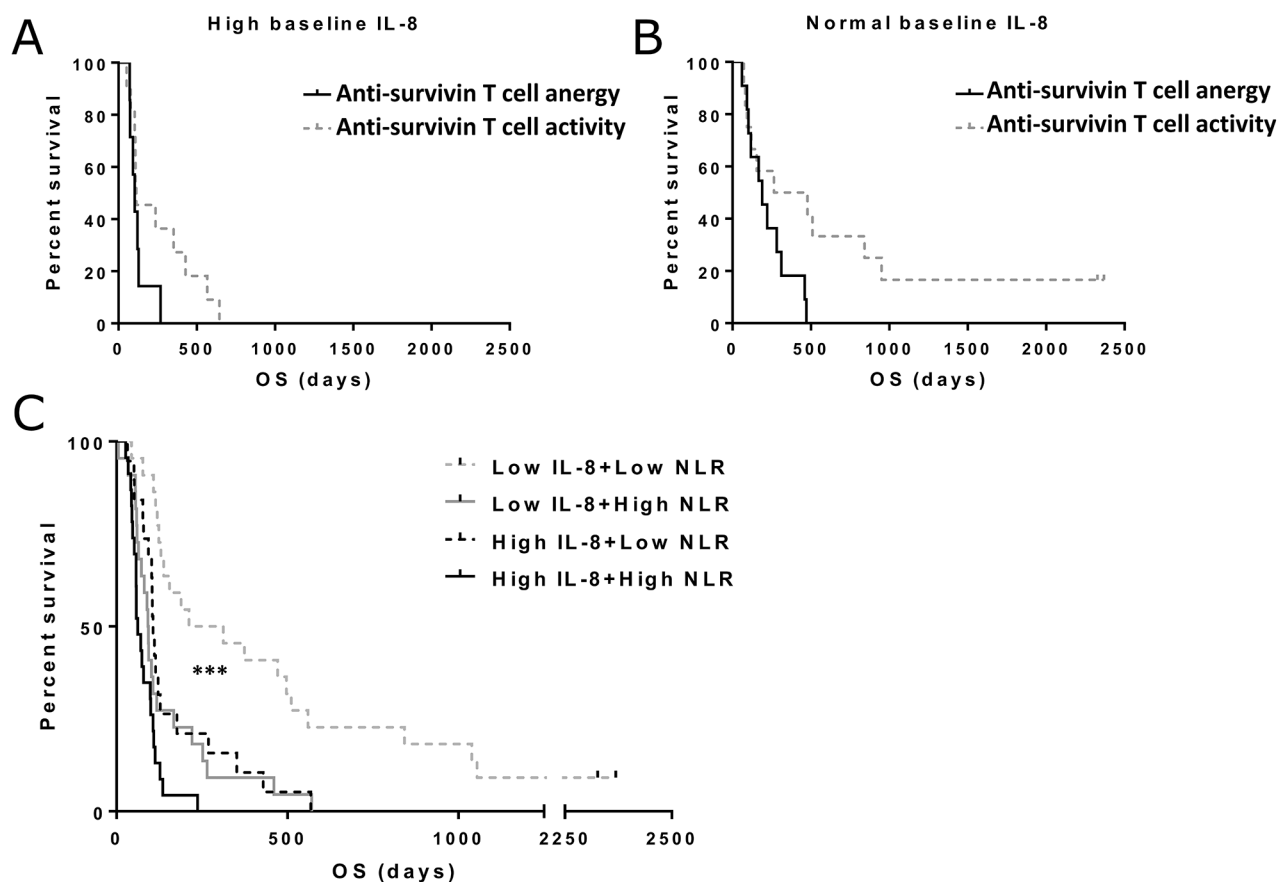 A
High baseline IL-8
Percent survival
100
80
60
40
20
0
Anti-survivin T cell anergy
Anti-survivin T cell activity
0 500 1000 1500 2000 2500
OS (days)
B
Normal baseline IL-8
Percent survival
100
80
60
40
20
0
Anti-survivin T cell anergy
Anti-survivin T cell activity
0 500 1000 1500 2000 2500
OS (days)
C
Percent survival
100
50
0
Low IL-8+Low NLR
Low IL-8+High NLR
High IL-8+Low NLR
High IL-8+High NLR
***
0 500 1000 2250 2500
OS (days)